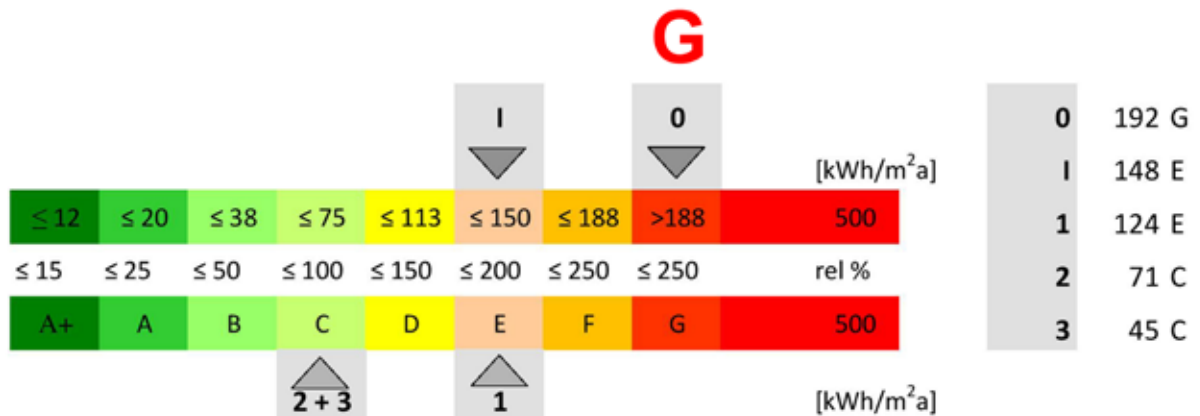 G
I 0 0 192 G
[kWh/m²a] I 148 E
≤ 12 ≤ 20 ≤ 38 ≤ 75 ≤ 113 ≤ 150 ≤ 188 >188 500 1 124 E
≤ 15 ≤ 25 ≤ 50 ≤ 100 ≤ 150 ≤ 200 ≤ 250 ≤ 250 rel % 2 71 C
A+ A B C D E F G 500 3 45 C
2 + 3 1 [kWh/m²a]